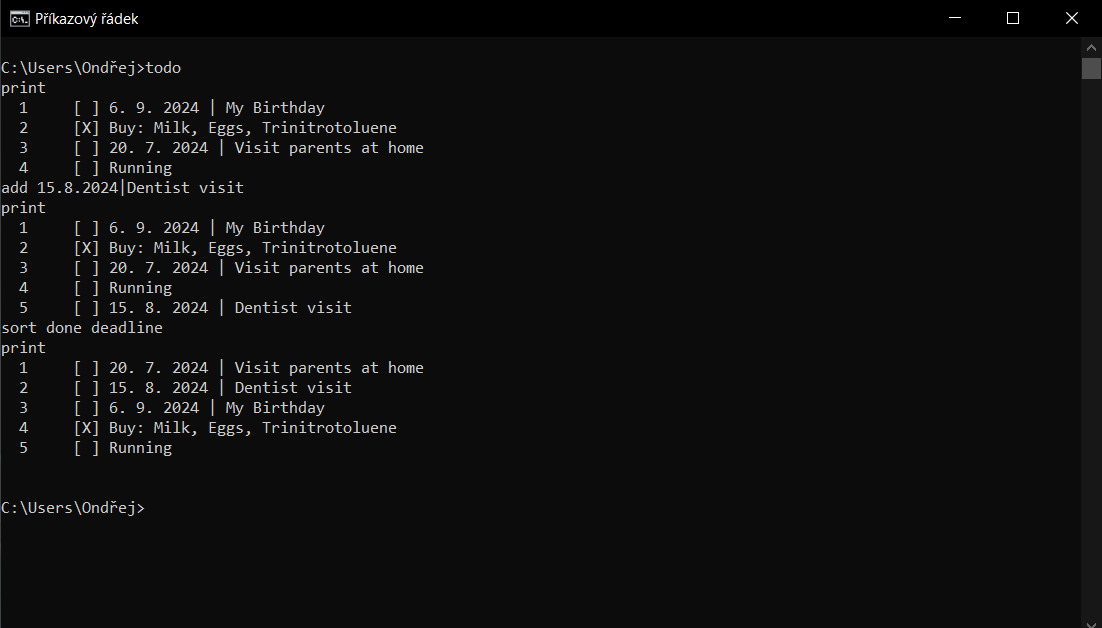 Příkazový řádek
C:\Users\Ondřej>todo
print
1 [ ] 6. 9. 2024 | My Birthday
2 [X] Buy: Milk, Eggs, Trinitrotoluene
3 [ ] 20. 7. 2024 | Visit parents at home
4 [ ] Running
add 15.8.2024|Dentist visit
print
1 [ ] 6. 9. 2024 | My Birthday
2 [X] Buy: Milk, Eggs, Trinitrotoluene
3 [ ] 20. 7. 2024 | Visit parents at home
4 [ ] Running
5 [ ] 15. 8. 2024 | Dentist visit
sort done deadline
print
1 [ ] 20. 7. 2024 | Visit parents at home
2 [ ] 15. 8. 2024 | Dentist visit
3 [ ] 6. 9. 2024 | My Birthday
4 [X] Buy: Milk, Eggs, Trinitrotoluene
5 [ ] Running
C:\Users\Ondřej>